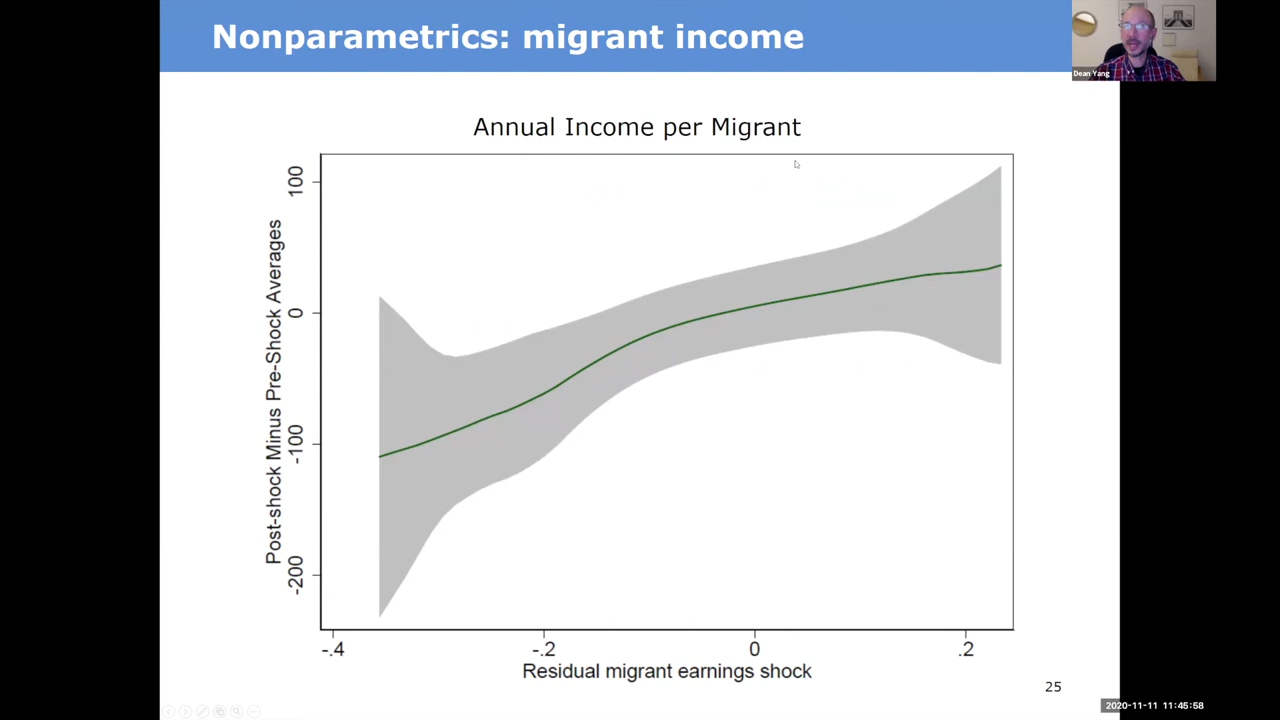 Nonparametrics: migrant income
Dean Yang
Annual Income per Migrant
Post-shock Minus Pre-Shock Averages
100
0
-100
-200
-.4
-.2
0
.2
Residual migrant earnings shock
25
2020-11-11 11:45:58